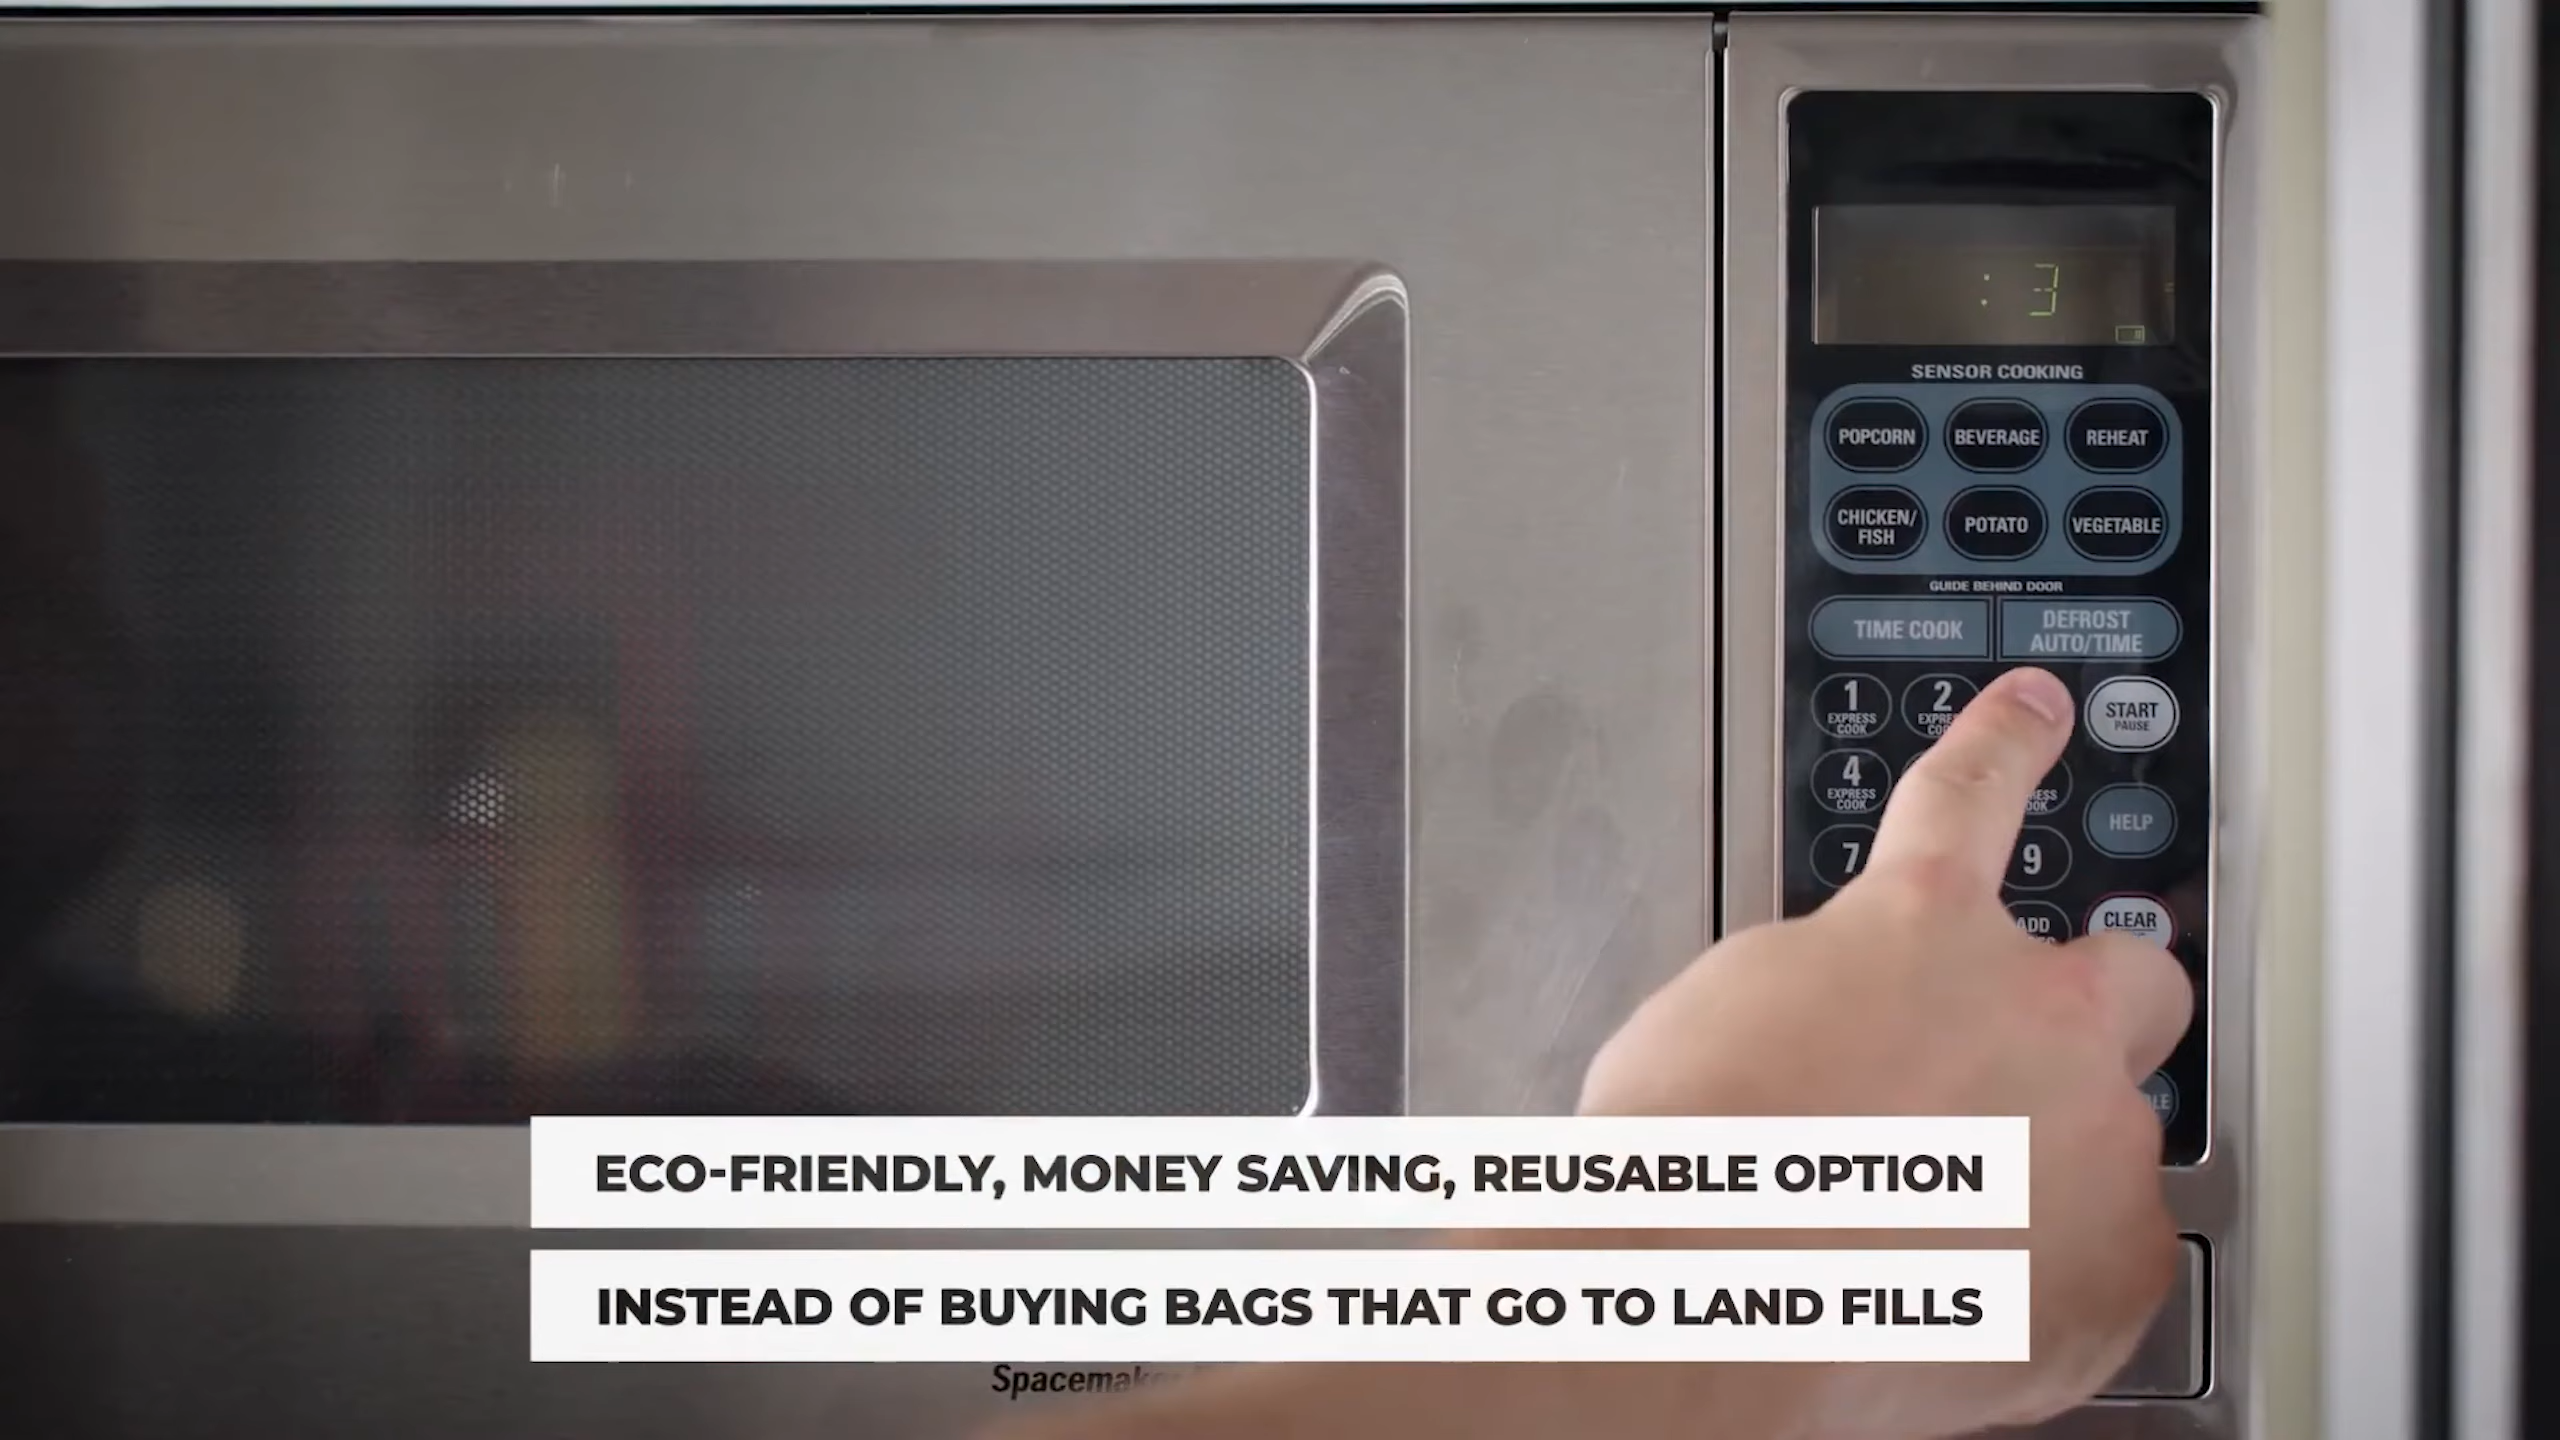 : 3
SENSOR COOKING
POPCORN BEVERAGE REHEAT
CHICKEN/
FISH
POTATO VEGETABLE
GUIDE BEHIND DOOR
TIME COOK
DEFROST
AUTO/TIME
1
EXPRESS
COOK
2
START
PAUSE
4
EXPRESS
COOK
HELP
7
9
ADD
CLEAR
ECO-FRIENDLY, MONEY SAVING, REUSABLE OPTION
INSTEAD OF BUYING BAGS THAT GO TO LAND FILLS